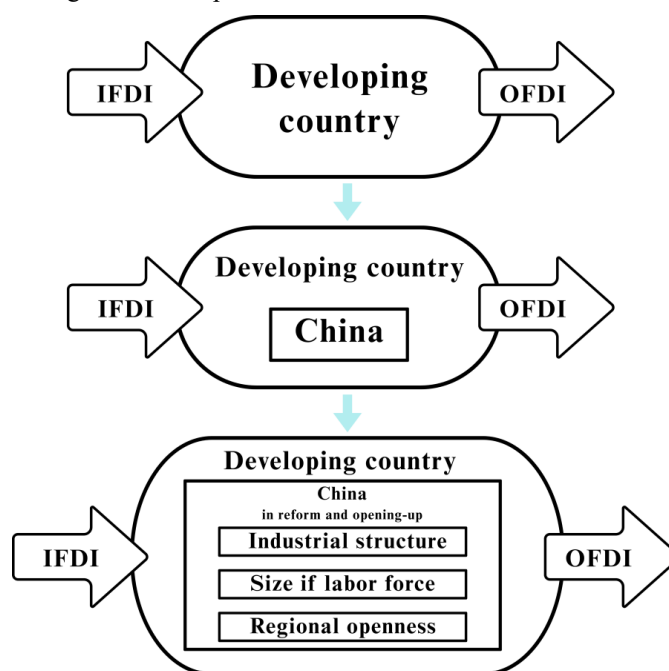 IFDI
Developing
country
OFDI
Developing country
IFDI
China
OFDI
Developing country
China
in reform and opening-up
Industrial structure
IFDI
Size if labor force
OFDI
Regional openness